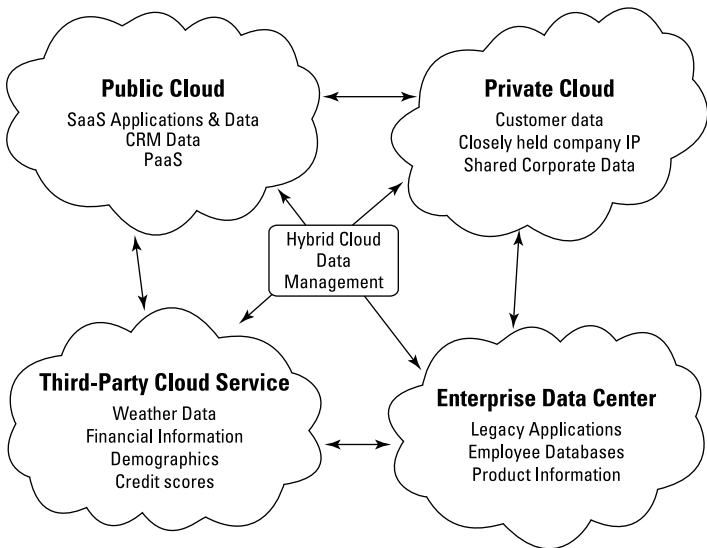 Public Cloud
SaaS Applications & Data
CRM Data
PaaS
Private Cloud
Customer data
Closely held company IP
Shared Corporate Data
Hybrid Cloud
Data
Management
Third-Party Cloud Service
Weather Data
Financial Information
Demographics
Credit scores
Enterprise Data Center
Legacy Applications
Employee Databases
Product Information